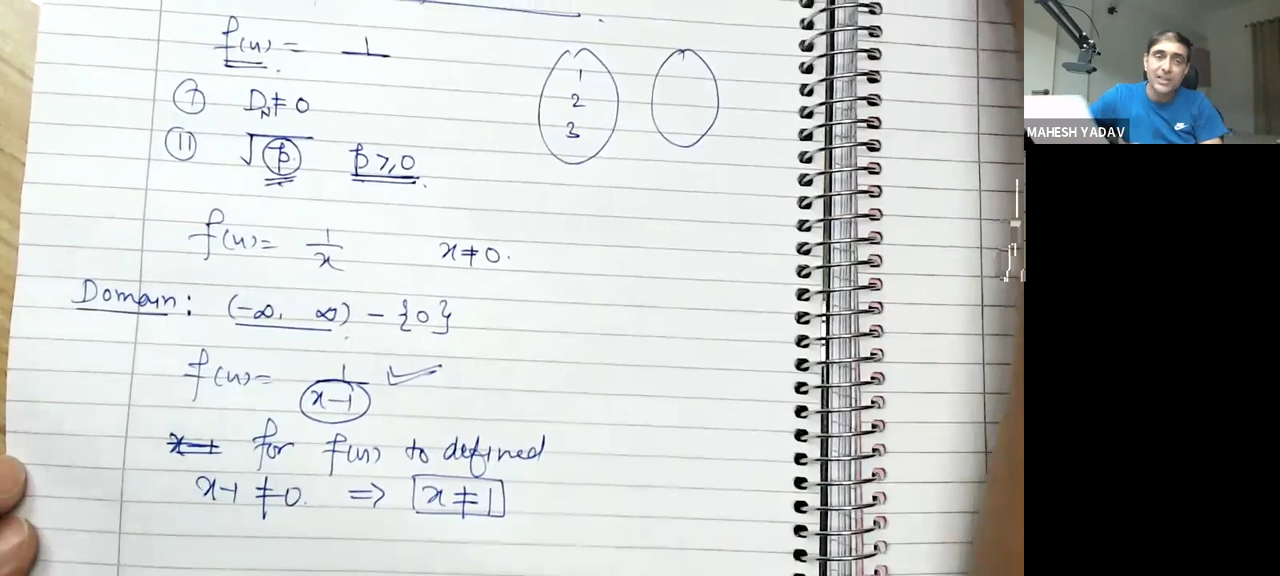 f(x) = 1
1
2
3
I Dr ≠ 0
II √p p ≥ 0
f(x) = 1/x x ≠ 0.
Domain: (-∞, ∞) - {0}
f(x) = 1/(x-1) ✓
for f(x) to defined
x-1 ≠ 0. ⇒ x ≠ 1
MAHESH YADAV